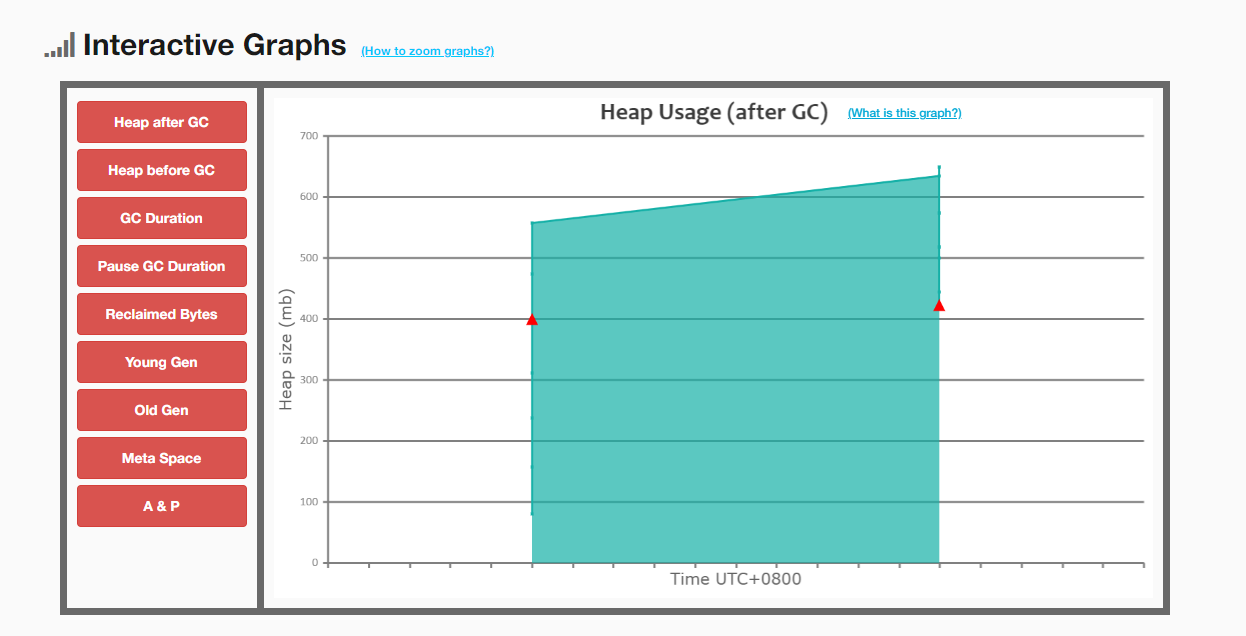 Interactive Graphs (How to zoom graphs?)
Heap after GC
Heap before GC
GC Duration
Pause GC Duration
Reclaimed Bytes
Young Gen
Old Gen
Meta Space
A & P
Heap Usage (after GC) (What is this graph?)
Heap size (mb)
700
600
500
400
300
200
100
0
Time UTC+0800